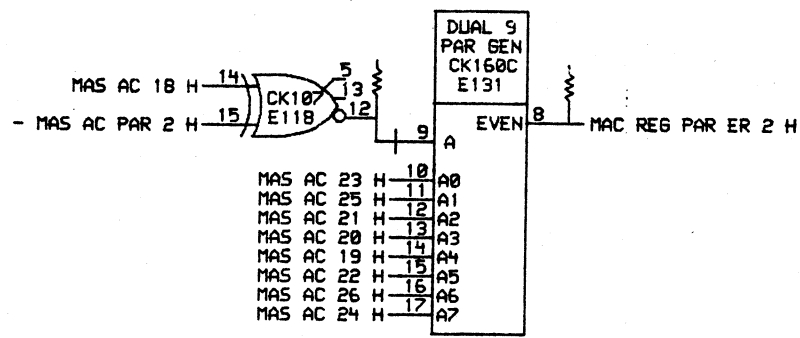 DUAL 9
PAR GEN
CK160C
E131
MAS AC 18 H 14
5
13
CK107
E118
12
- MAS AC PAR 2 H 15
9 A
EVEN 8 MAC REG PAR ER 2 H
MAS AC 23 H 10 A0
MAS AC 25 H 11 A1
MAS AC 21 H 12 A2
MAS AC 20 H 13 A3
MAS AC 19 H 14 A4
MAS AC 22 H 15 A5
MAS AC 26 H 16 A6
MAS AC 24 H 17 A7